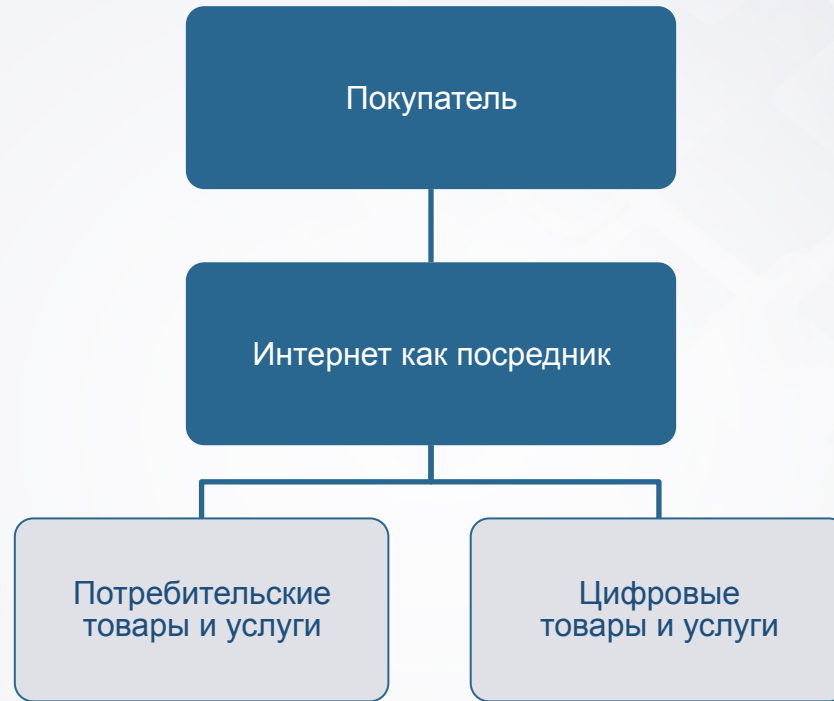 Покупатель
Интернет как посредник
Потребительские
товары и услуги
Цифровые
товары и услуги